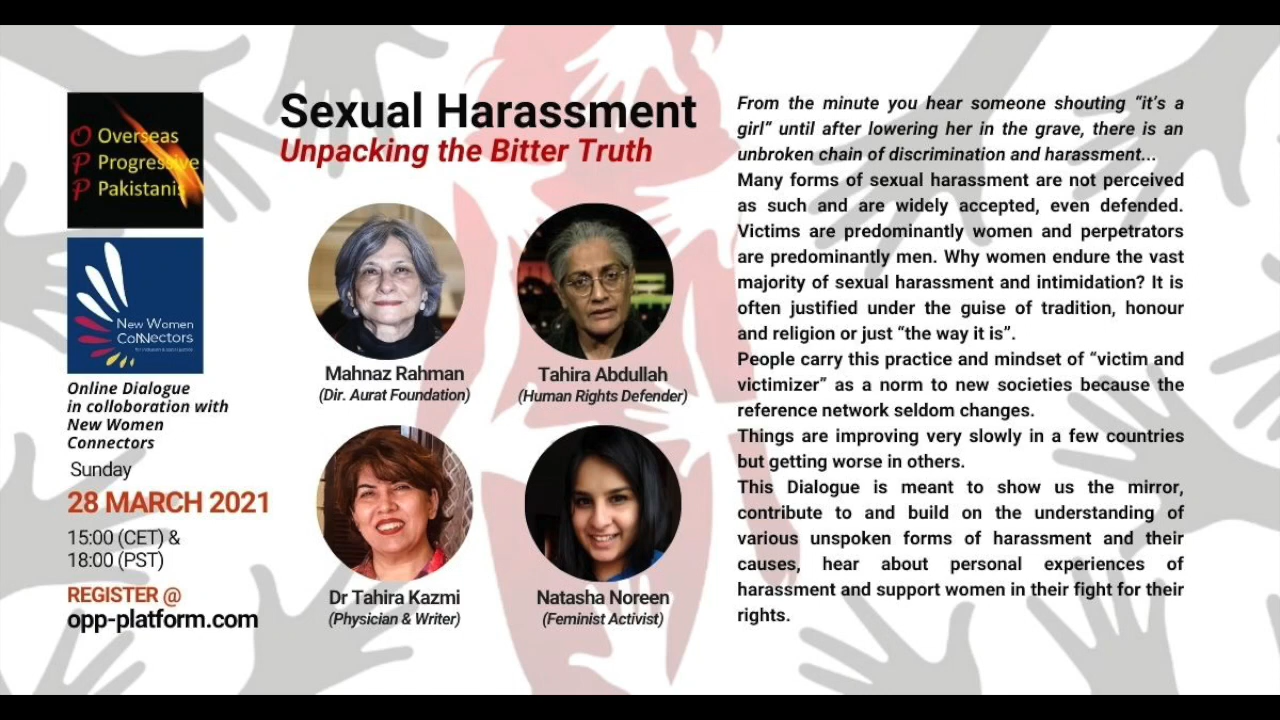 O Overseas
P Progressive
P Pakistanis
New Women
CoNNectors
Online Dialogue
in colloboration with
New Women
Connectors
Sunday
28 MARCH 2021
15:00 (CET) &
18:00 (PST)
REGISTER @
opp-platform.com
Sexual Harassment
Unpacking the Bitter Truth
Mahnaz Rahman
(Dir. Aurat Foundation)
Tahira Abdullah
(Human Rights Defender)
Dr Tahira Kazmi
(Physician & Writer)
Natasha Noreen
(Feminist Activist)
From the minute you hear someone shouting “it’s a
girl” until after lowering her in the grave, there is an
unbroken chain of discrimination and harassment...
Many forms of sexual harassment are not perceived
as such and are widely accepted, even defended.
Victims are predominantly women and perpetrators
are predominantly men. Why women endure the vast
majority of sexual harassment and intimidation? It is
often justified under the guise of tradition, honour
and religion or just “the way it is”.
People carry this practice and mindset of “victim and
victimizer” as a norm to new societies because the
reference network seldom changes.
Things are improving very slowly in a few countries
but getting worse in others.
This Dialogue is meant to show us the mirror,
contribute to and build on the understanding of
various unspoken forms of harassment and their
causes, hear about personal experiences of
harassment and support women in their fight for their
rights.